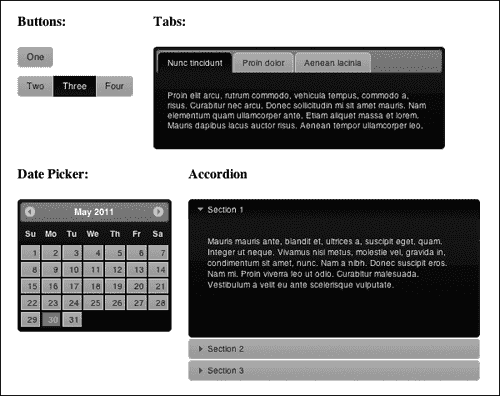 Buttons:
One
Two Three Four
Tabs:
Nunc tincidunt Proin dolor Aenean lacinia
Proin elit arcu, rutrum commodo, vehicula tempus, commodo a,
risus. Curabitur nec arcu. Donec sollicitudin mi sit amet mauris. Nam
elementum quam ullamcorper ante. Etiam aliquet massa et lorem.
Mauris dapibus lacus auctor risus. Aenean tempor ullamcorper leo.
Date Picker:
May 2011
Su Mo Tu We Th Fr Sa
1 2 3 4 5 6 7
8 9 10 11 12 13 14
15 16 17 18 19 20 21
22 23 24 25 26 27 28
29 30 31
Accordion
Section 1
Mauris mauris ante, blandit et, ultrices a, suscipit eget, quam.
Integer ut neque. Vivamus nisi metus, molestie vel, gravida in,
condimentum sit amet, nunc. Nam a nibh. Donec suscipit eros.
Nam mi. Proin viverra leo ut odio. Curabitur malesuada.
Vestibulum a velit eu ante scelerisque vulputate.
Section 2
Section 3